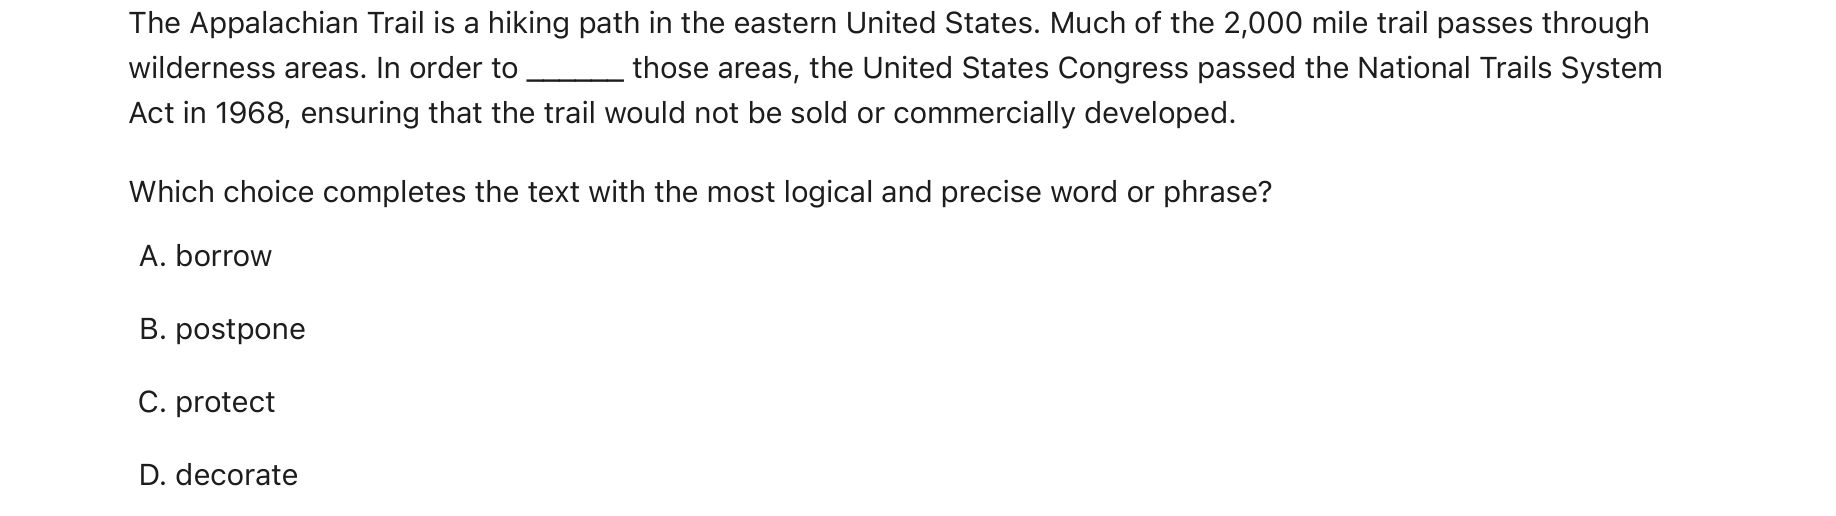 The Appalachian Trail is a hiking path in the eastern United States. Much of the 2,000 mile trail passes through
wilderness areas. In order to ______ those areas, the United States Congress passed the National Trails System
Act in 1968, ensuring that the trail would not be sold or commercially developed.
Which choice completes the text with the most logical and precise word or phrase?
A. borrow
B. postpone
C. protect
D. decorate